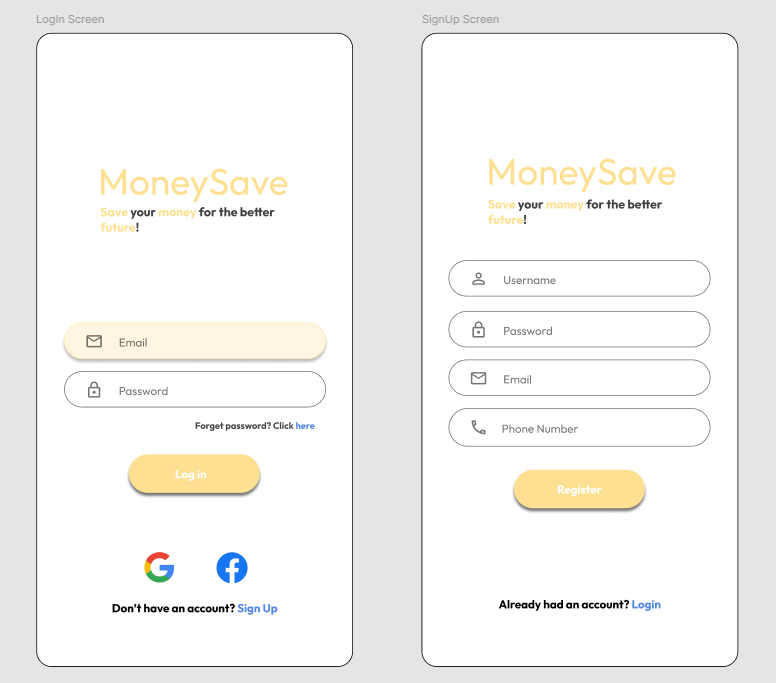 LogIn Screen
MoneySave
Save your money for the better
future!
Email
Password
Forget password? Click here
Log in
Don't have an account? Sign Up
SignUp Screen
MoneySave
Save your money for the better
future!
Username
Password
Email
Phone Number
Register
Already had an account? Login